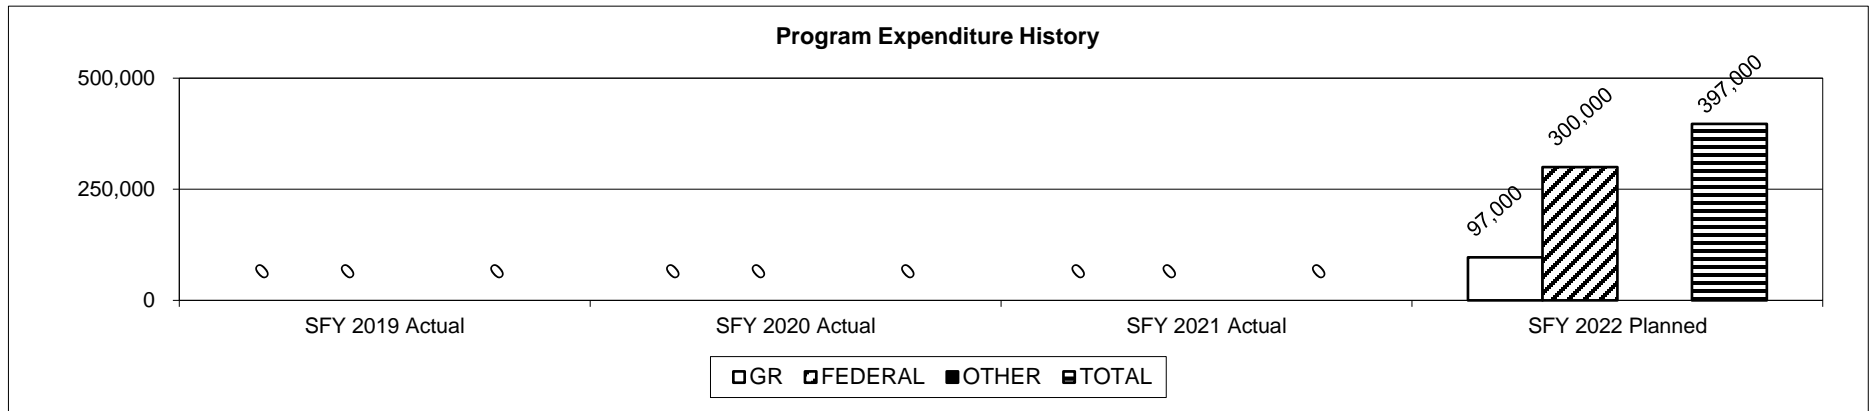 Program Expenditure History
500,000
250,000
0
0 0 0 0 0 0 0 0 0 97,000 300,000 397,000
SFY 2019 Actual SFY 2020 Actual SFY 2021 Actual SFY 2022 Planned
GR FEDERAL OTHER TOTAL